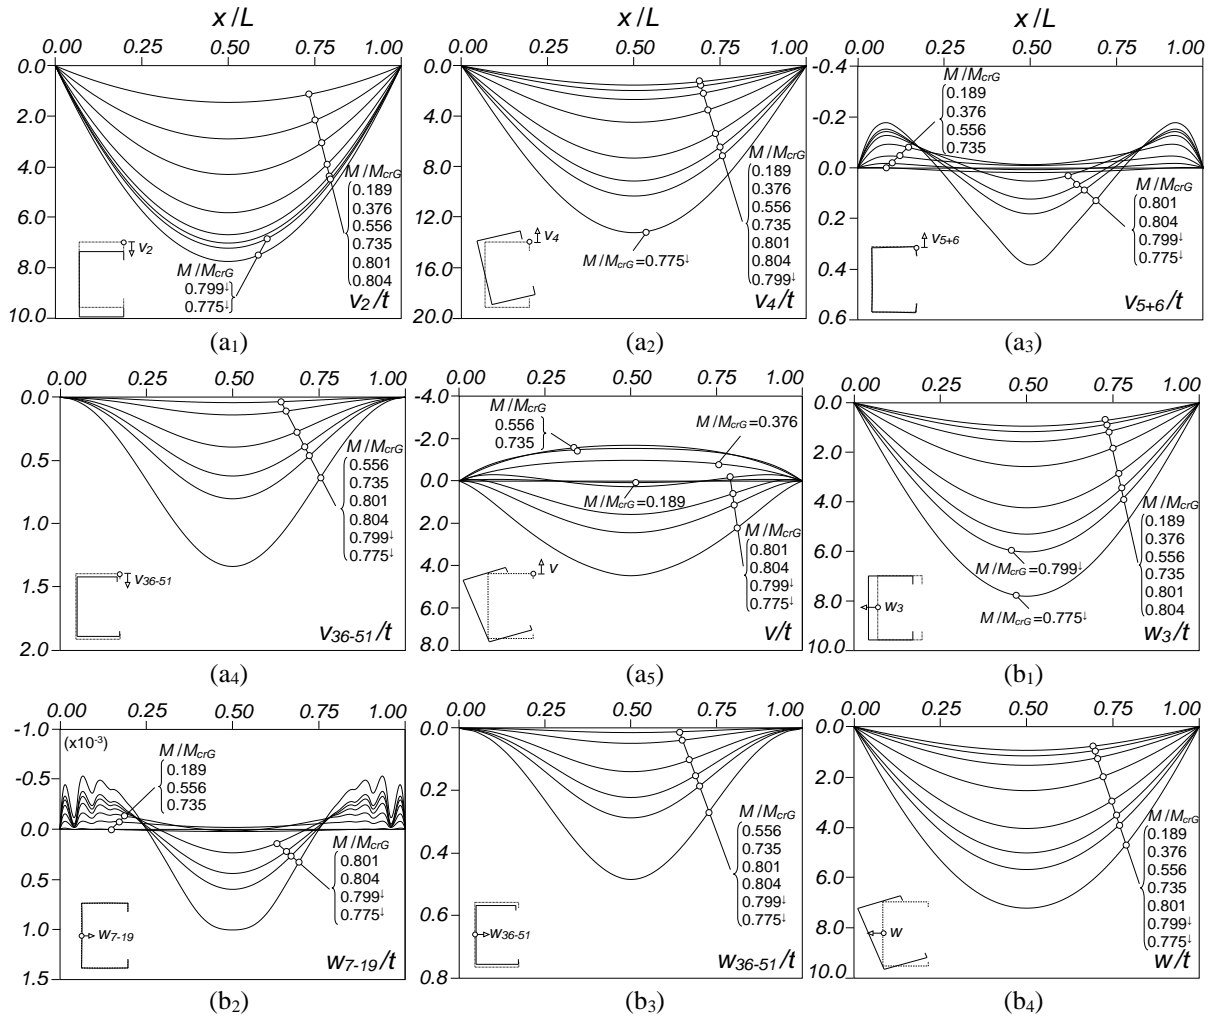 x/L
0.00 0.25 0.50 0.75 1.00
0.0
2.0
4.0
6.0
8.0
10.0
M/McrG
0.189
0.376
0.556
0.735
0.801
0.804
M/McrG
0.799↓
0.775↓
v2
v2/t
(a1)
x/L
0.00 0.25 0.50 0.75 1.00
0.0
4.0
8.0
12.0
16.0
20.0
M/McrG
0.189
0.376
0.556
0.735
0.801
0.804
0.799↓
M/McrG=0.775↓
v4
v4/t
(a2)
x/L
0.00 0.25 0.50 0.75 1.00
-0.4
-0.2
0.0
0.2
0.4
0.6
M/McrG
0.189
0.376
0.556
0.735
M/McrG
0.801
0.804
0.799↓
0.775↓
v5+6
v5+6/t
(a3)
0.00 0.25 0.50 0.75 1.00
0.0
0.5
1.0
1.5
2.0
M/McrG
0.556
0.735
0.801
0.804
0.799↓
0.775↓
v36-51
v36-51/t
(a4)
0.00 0.25 0.50 0.75 1.00
-4.0
-2.0
0.0
2.0
4.0
6.0
8.0
M/McrG
0.556
0.735
M/McrG=0.376
M/McrG=0.189
M/McrG
0.801
0.804
0.799↓
0.775↓
v
v/t
(a5)
0.00 0.25 0.50 0.75 1.00
0.0
2.0
4.0
6.0
8.0
10.0
M/McrG
0.189
0.376
0.556
0.735
0.801
0.804
M/McrG=0.799↓
M/McrG=0.775↓
w3
w3/t
(b1)
0.00 0.25 0.50 0.75 1.00
-1.0
-0.5
0.0
0.5
1.0
1.5
(x10-3)
M/McrG
0.189
0.556
0.735
M/McrG
0.801
0.804
0.799↓
0.775↓
w7-19
w7-19/t
(b2)
0.00 0.25 0.50 0.75 1.00
0.0
0.2
0.4
0.6
0.8
M/McrG
0.556
0.735
0.801
0.804
0.799↓
0.775↓
w36-51
w36-51/t
(b3)
0.00 0.25 0.50 0.75 1.00
0.0
2.0
4.0
6.0
8.0
10.0
M/McrG
0.189
0.376
0.556
0.735
0.801
0.799↓
0.775↓
w
w/t
(b4)